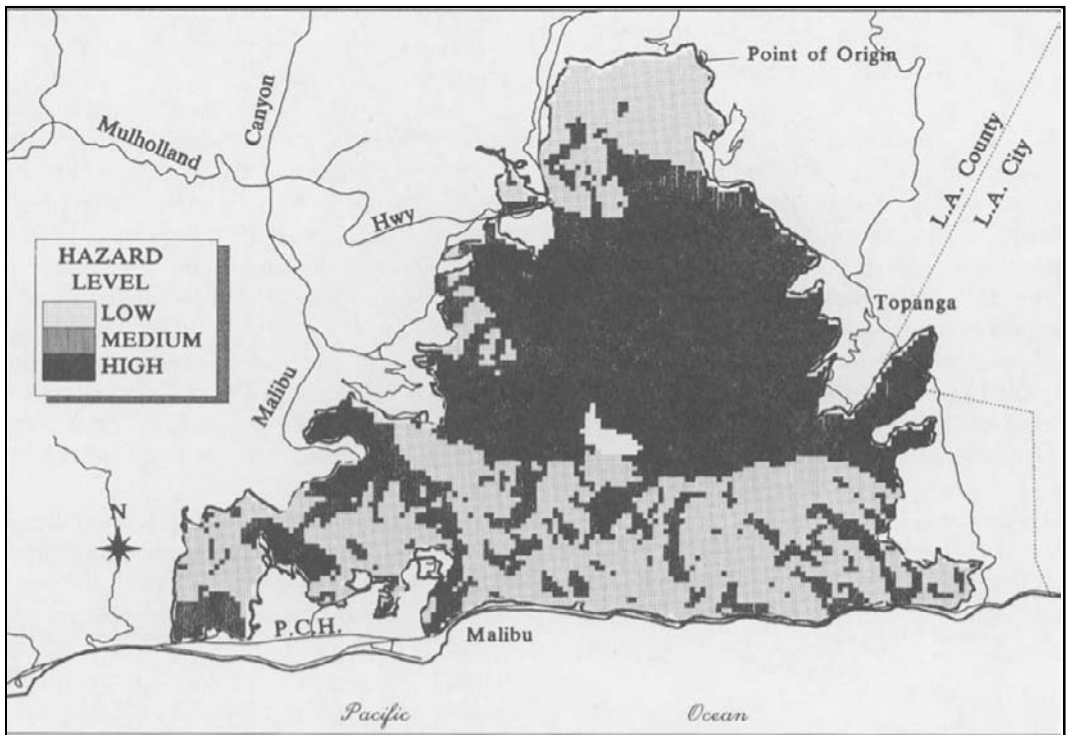 Point of Origin
Canyon
Mulholland
Hwy
L.A. County
L.A. City
HAZARD
LEVEL
LOW
MEDIUM
HIGH
Topanga
Malibu
N
P.C.H.
Malibu
Pacific
Ocean